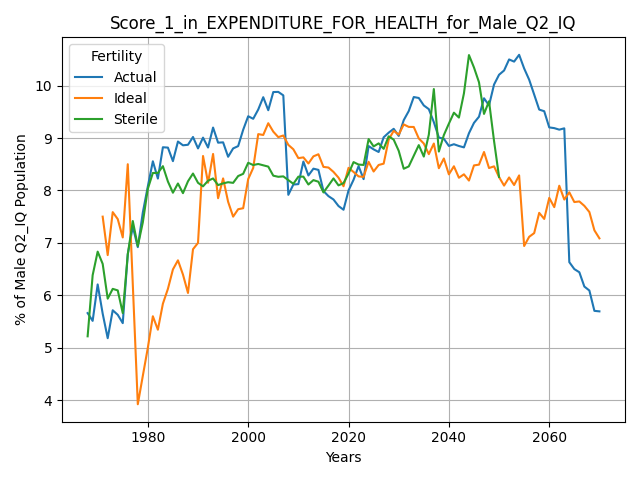 Score_1_in_EXPENDITURE_FOR_HEALTH_for_Male_Q2_IQ
Fertility
Actual
Ideal
Sterile
% of Male Q2_IQ Population
10
9
8
7
6
5
4
1980
2000
2020
2040
2060
Years